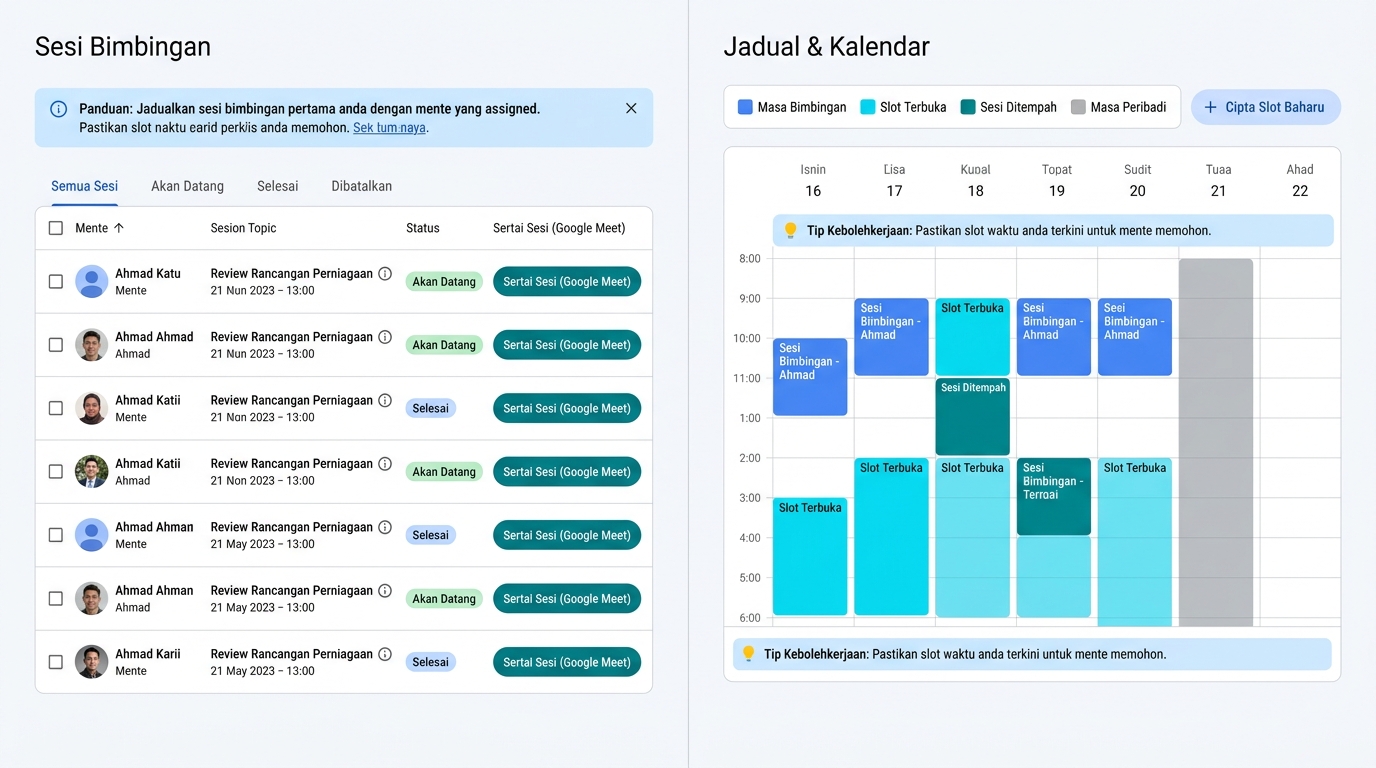 Sesi Bimbingan
Panduan: Jadualkan sesi bimbingan pertama anda dengan mente yang assigned.
Pastikan slot naktu earid perkiis anda memohon. Sek tum:naya.
Semua Sesi
Akan Datang
Selesai
Dibatalkan
Mente
Sesion Topic
Status
Sertai Sesi (Google Meet)
Ahmad Katu
Mente
Review Rancangan Perniagaan
21 Nun 2023 – 13:00
Akan Datang
Sertai Sesi (Google Meet)
Ahmad Ahmad
Ahmad
Review Rancangan Perniagaan
21 Nun 2023 – 13:00
Akan Datang
Sertai Sesi (Google Meet)
Ahmad Katii
Mente
Review Rancangan Perniagaan
21 Non 2023 – 13:00
Selesai
Sertai Sesi (Google Meet)
Ahmad Katii
Ahmad
Review Rancangan Perniagaan
21 Non 2023 – 13:00
Akan Datang
Sertai Sesi (Google Meet)
Ahmad Ahman
Mente
Review Rancangan Perniagaan
21 May 2023 – 13:00
Selesai
Sertai Sesi (Google Meet)
Ahmad Ahman
Ahmad
Review Rancangan Perniagaan
21 May 2023 – 13:00
Akan Datang
Sertal Sesi (Google Meet)
Ahmad Karii
Mente
Review Rancangan Perniagaan
21 May 2023 – 13:00
Selesai
Sertal Sesi (Google Meet)
Jadual & Kalendar
Masa Bimbingan
Slot Terbuka
Sesi Ditempah
Masa Peribadi
+ Cipta Slot Baharu
Isnin
Lisa
Kupal
Topat
Sudit
Tuaa
Ahad
16
17
18
19
20
21
22
Tip Kebolehkerjaan: Pastikan slot waktu anda terkini untuk mente memohon.
8:00
9:00
10:00
11:00
1:00
2:00
3:00
4:00
5:00
6:00
Sesi
Bimbingan -
Ahmad
Slot Terbuka
Sesi
Biinbingan -
Ahmad
Slot Terbuka
Slot Terbuka
Sesi Ditempah
Slot Terbuka
Sesi
Bimbingan -
Ahmad
Sesi
Bimbingan -
Terroai
Seei
Bimbingan -
Ahmad
Slot Terbuka
Tip Kebolehkerjaan: Pastikan slot waktu anda terkini untuk mente memohon.